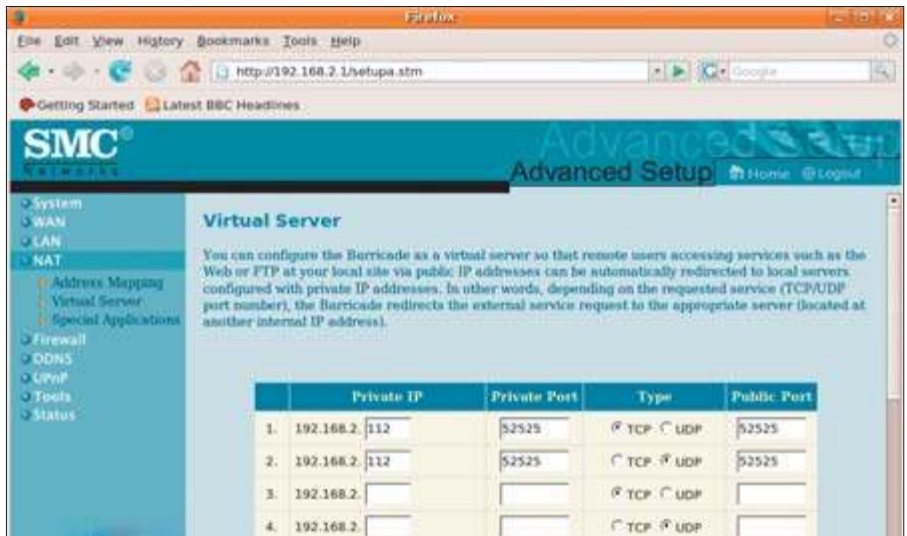 Firefox
File Edit View History Bookmarks Tools Help
http://192.168.2.1/setupa.stm
Google
Getting Started Latest BBC Headlines
SMC®
Networks
Advanced Setup
Advanced Setup
Home Logout
System
WAN
LAN
NAT
Address Mapping
Virtual Server
Special Applications
Firewall
DDNS
UPnP
Tools
Status
Virtual Server
You can configure the Barricade as a virtual server so that remote users accessing services such as the
Web or FTP at your local site via public IP addresses can be automatically redirected to local servers
configured with private IP addresses. In other words, depending on the requested service (TCP/UDP
port number), the Barricade redirects the external service request to the appropriate server (located at
another internal IP address).
Private IP Private Port Type Public Port
1. 192.168.2. 112 52525 TCP UDP 52525
2. 192.168.2. 112 52525 TCP UDP 52525
3. 192.168.2. TCP UDP
4. 192.168.2. TCP UDP